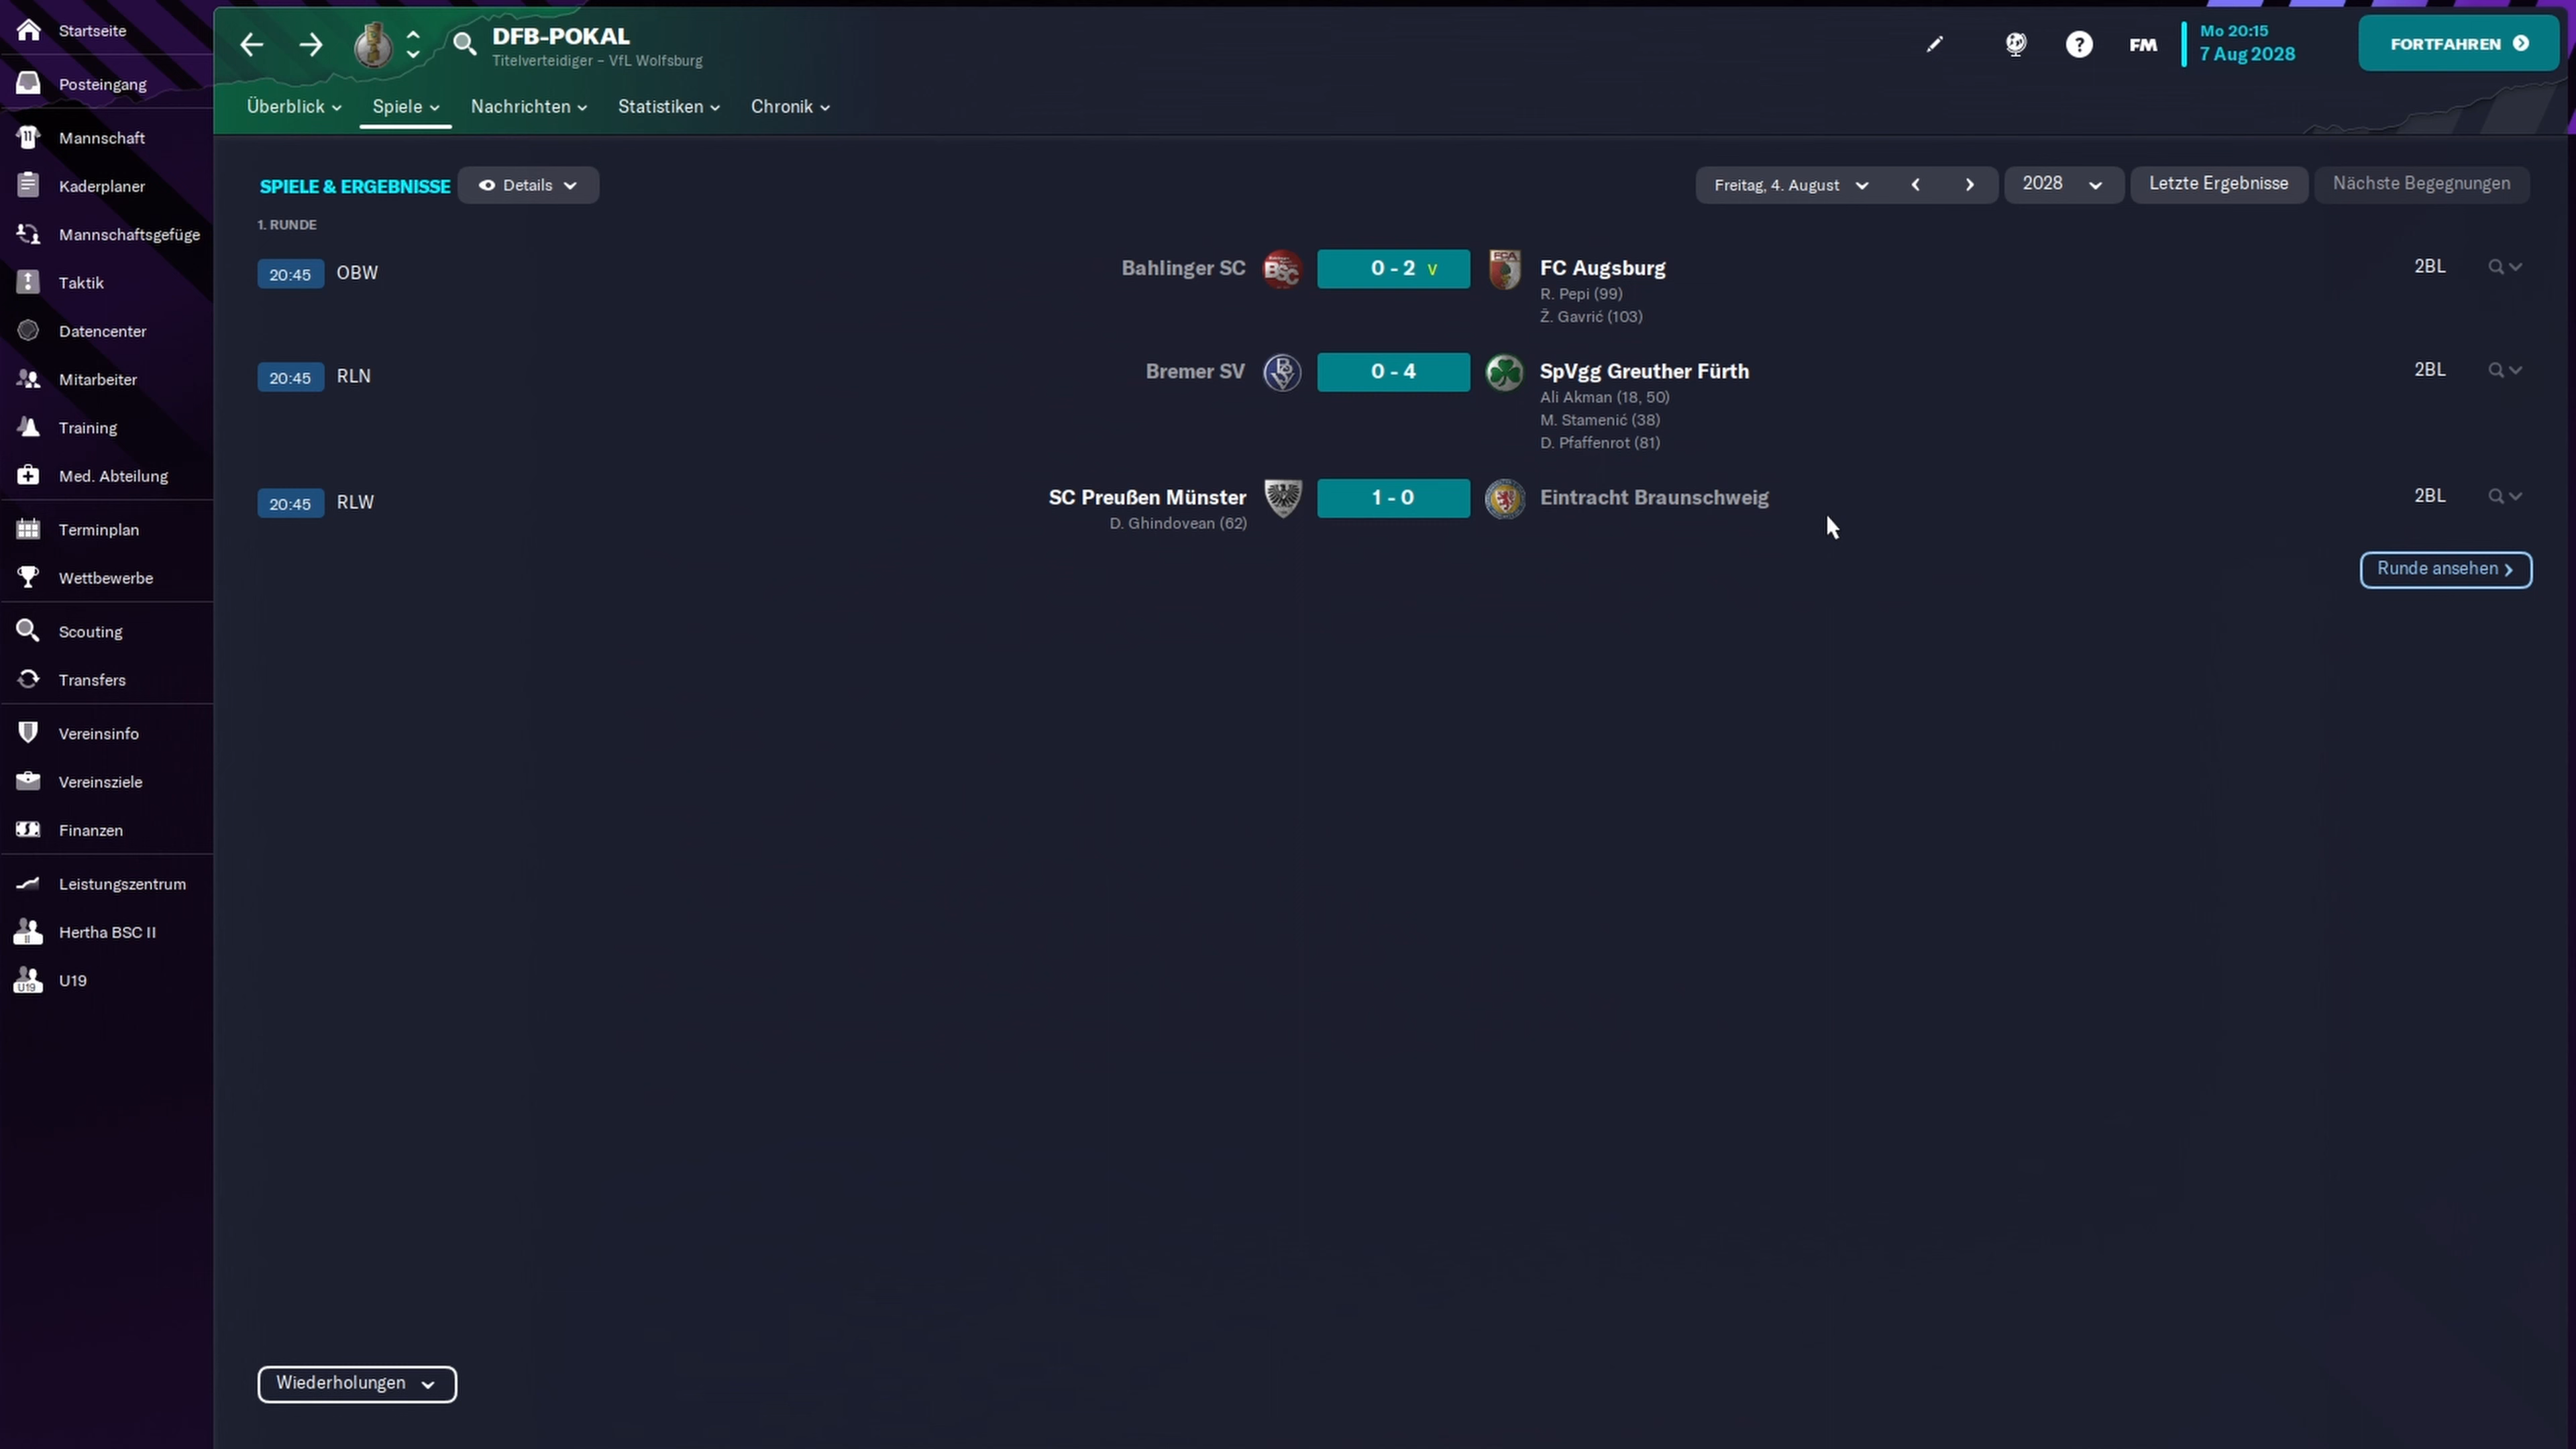 Startseite
Posteingang
Mannschaft
Kaderplaner
Mannschaftsgefüge
Taktik
Datencenter
Mitarbeiter
Training
Med. Abteilung
Terminplan
Wettbewerbe
Scouting
Transfers
Vereinsinfo
Vereinsziele
Finanzen
Leistungszentrum
Hertha BSC II
U19
DFB-POKAL
Titelverteidiger – VfL Wolfsburg
FM
Mo 20:15
7 Aug 2028
FORTFAHREN
Überblick Spiele Nachrichten Statistiken Chronik
SPIELE & ERGEBNISSE Details Freitag, 4. August 2028 Letzte Ergebnisse Nächste Begegnungen
1. RUNDE
20:45 OBW Bahlinger SC 0 - 2 V FC Augsburg 2BL
R. Pepi (99)
Ž. Gavrić (103)
20:45 RLN Bremer SV 0 - 4 SpVgg Greuther Fürth 2BL
Ali Akman (18, 50)
M. Stamenić (38)
D. Pfaffenrot (81)
20:45 RLW SC Preußen Münster 1 - 0 Eintracht Braunschweig 2BL
D. Ghindovean (62)
Runde ansehen
Wiederholungen